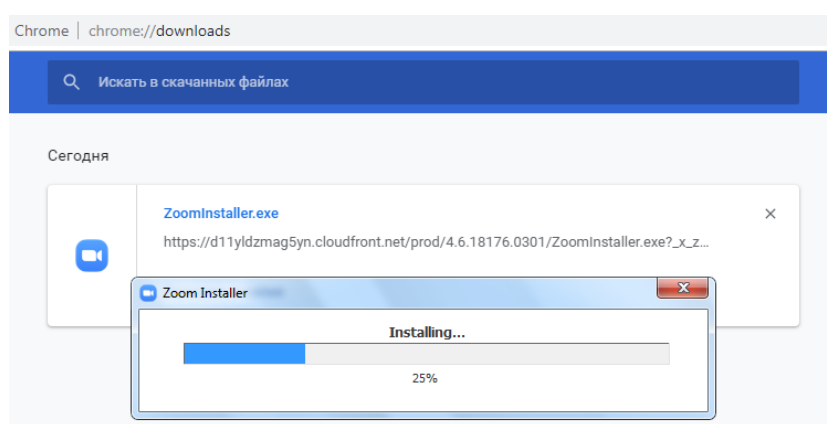 Chrome | chrome://downloads
Искать в скачанных файлах
Сегодня
ZoomInstaller.exe
https://d11yldzmag5yn.cloudfront.net/prod/4.6.18176.0301/ZoomInstaller.exe?_x_z...
Zoom Installer
Installing...
25%